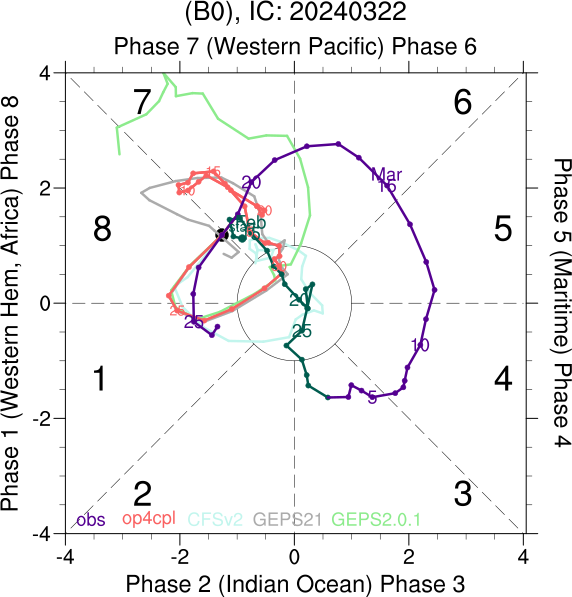 (B0), IC: 20240322
Phase 7 (Western Pacific) Phase 6
4
7
6
Mar
15
20
15
2
10
8
5
25
20
0
25
25
10
1
4
-2
5
2
3
obs op4cpl CFSv2 GEPS21 GEPS2.0.1
-4
-4 -2 0 2 4
Phase 2 (Indian Ocean) Phase 3
Phase 1 (Western Hem, Africa) Phase 8
Phase 5 (Maritime) Phase 4